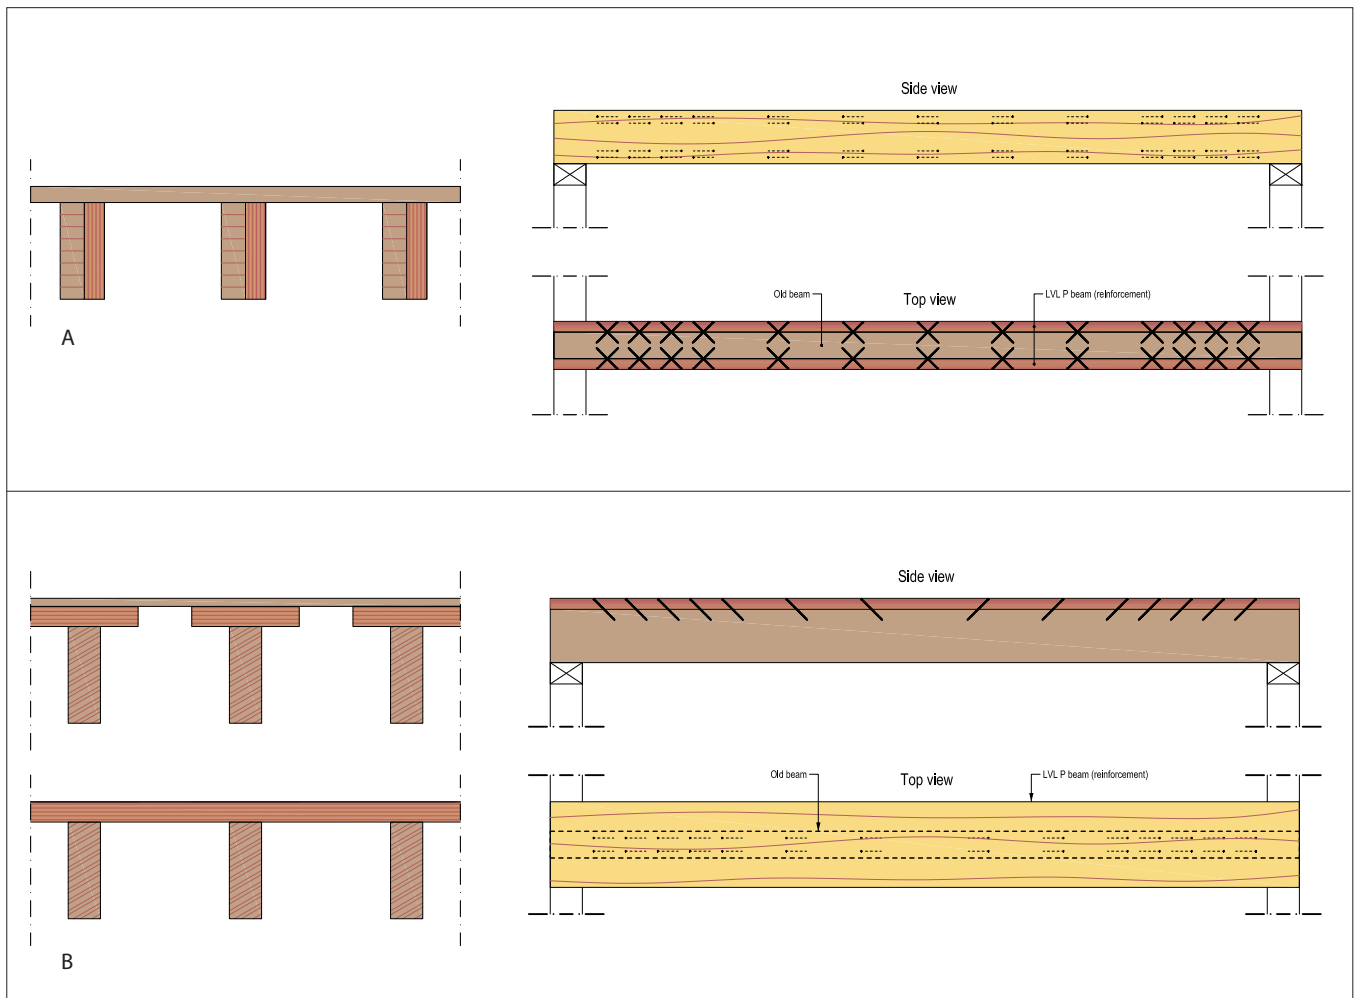 Side view
Old beam
Top view
LVL P beam (reinforcement)
A
Side view
Old beam
Top view
LVL P beam (reinforcement)
B